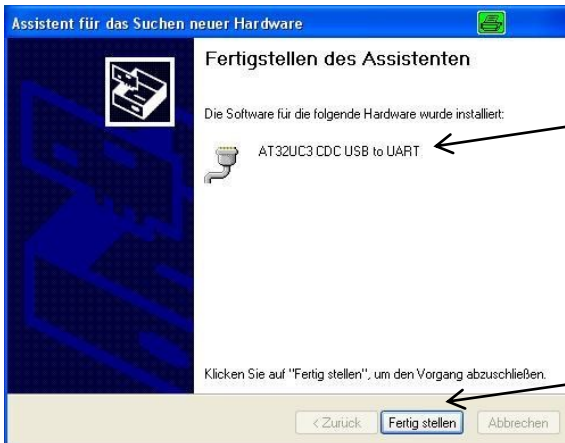 Assistent für das Suchen neuer Hardware
Fertigstellen des Assistenten
Die Software für die folgende Hardware wurde installiert:
AT32UC3 CDC USB to UART
Klicken Sie auf "Fertig stellen", um den Vorgang abzuschließen.
< Zurück Fertig stellen Abbrechen